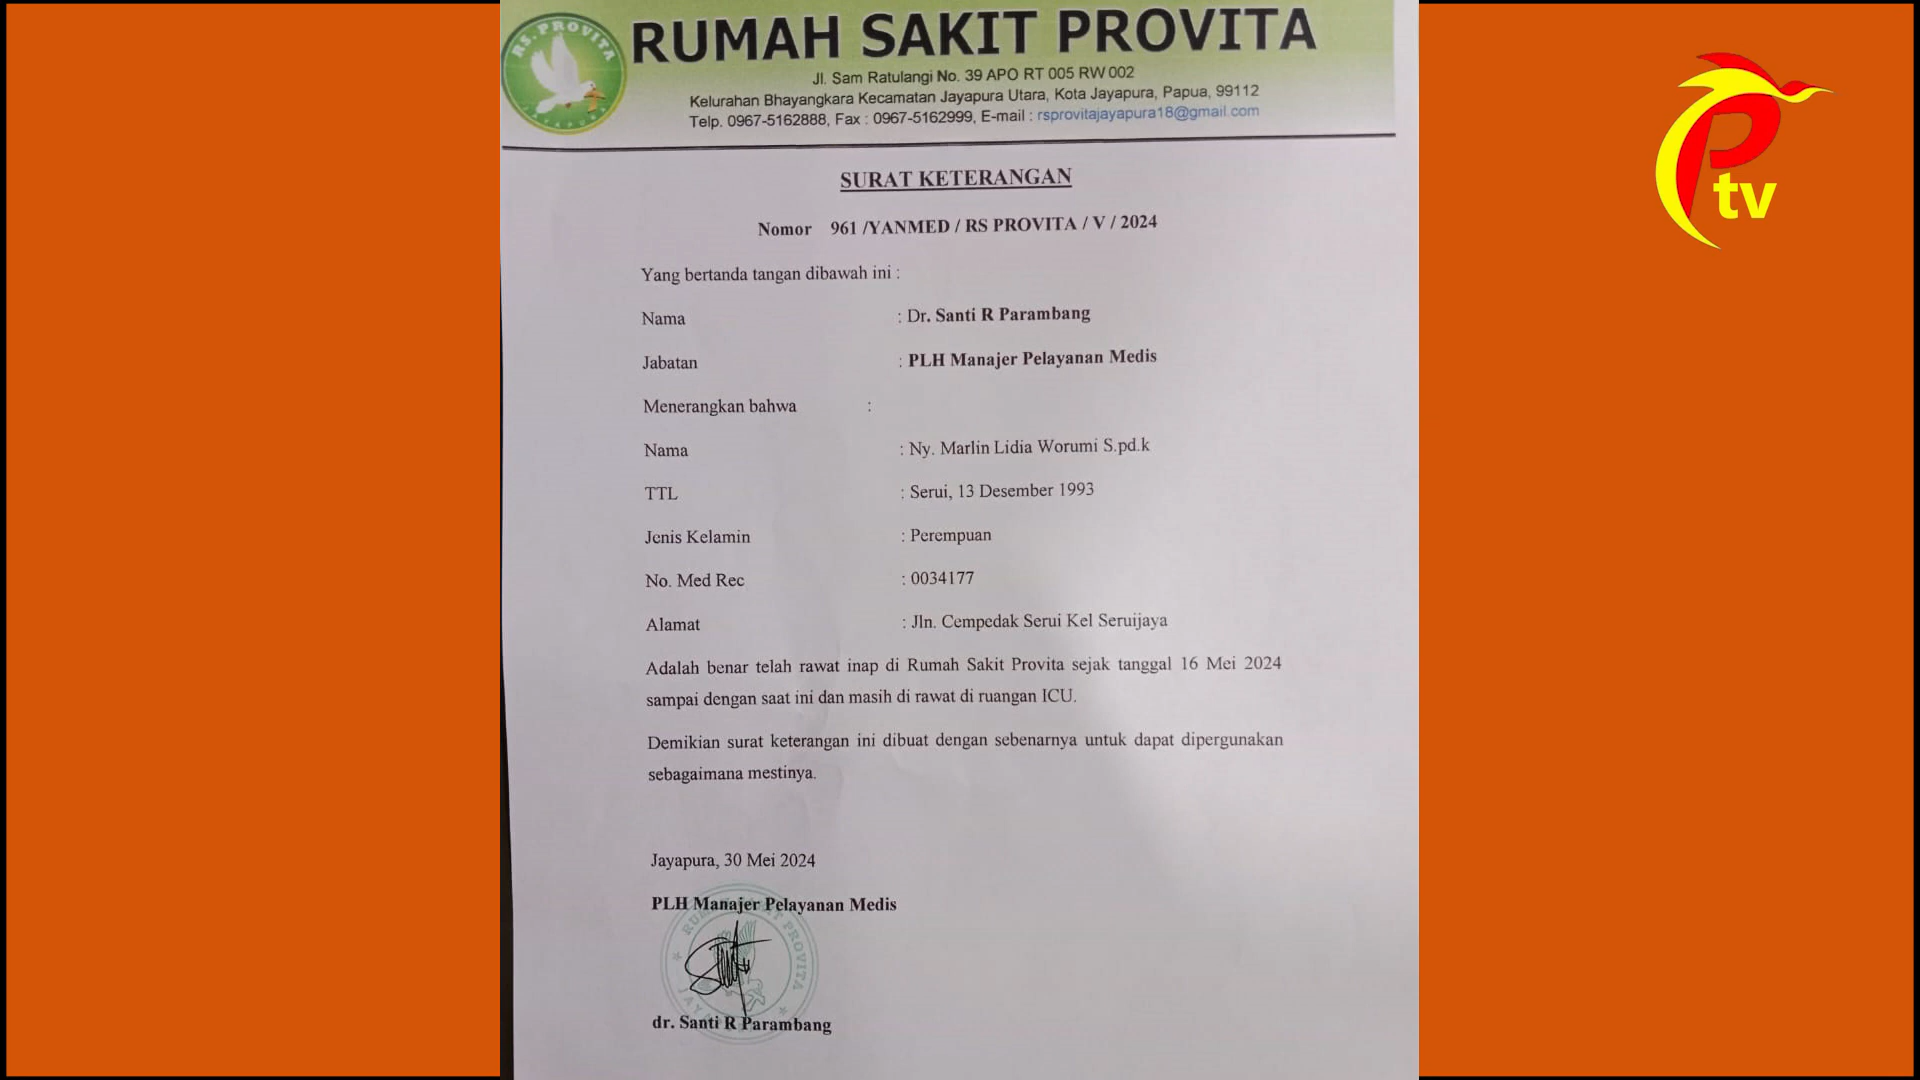 RUMAH SAKIT PROVITA
Jl. Sam Ratulangi No. 39 APO RT 005 RW 002
Kelurahan Bhayangkara Kecamatan Jayapura Utara, Kota Jayapura, Papua, 99112
Telp. 0967-5162888, Fax : 0967-5162999, E-mail : rsprovitajayapura18@gmail.com
RS. PROVITA
JAYAPURA
P
tv
SURAT KETERANGAN
Nomor 961 /YANMED / RS PROVITA / V / 2024
Yang bertanda tangan dibawah ini :
Nama : Dr. Santi R Parambang
Jabatan : PLH Manajer Pelayanan Medis
Menerangkan bahwa :
Nama : Ny. Marlin Lidia Worumi S.pd.k
TTL : Serui, 13 Desember 1993
Jenis Kelamin : Perempuan
No. Med Rec : 0034177
Alamat : Jln. Cempedak Serui Kel Seruijaya
Adalah benar telah rawat inap di Rumah Sakit Provita sejak tanggal 16 Mei 2024
sampai dengan saat ini dan masih di rawat di ruangan ICU.
Demikian surat keterangan ini dibuat dengan sebenarnya untuk dapat dipergunakan
sebagaimana mestinya.
Jayapura, 30 Mei 2024
PLH Manajer Pelayanan Medis
RUMAH SAKIT PROVITA
dr. Santi R Parambang